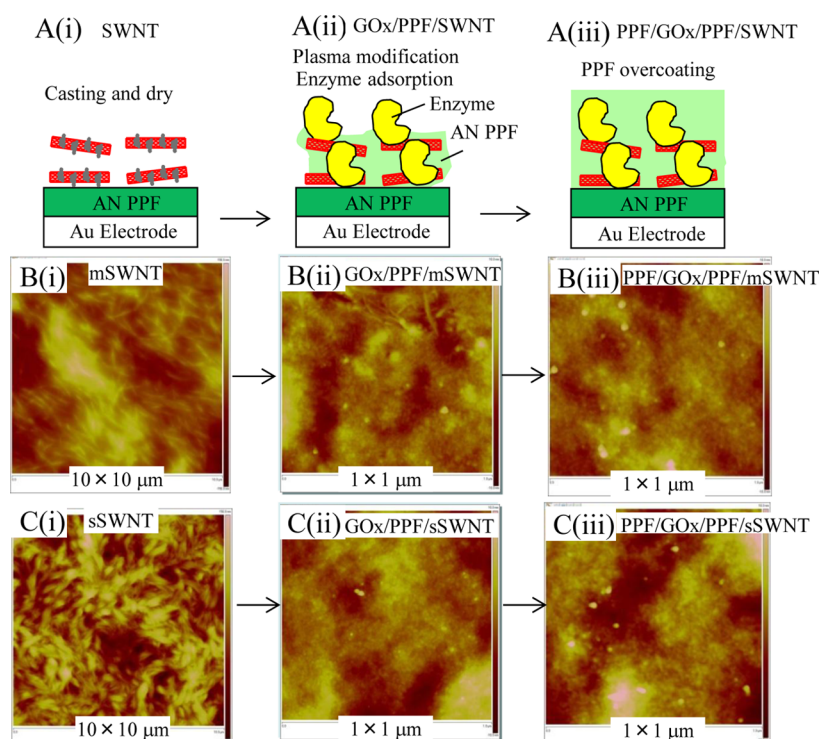 A(i) SWNT
A(ii) GOx/PPF/SWNT
A(iii) PPF/GOx/PPF/SWNT
Casting and dry
Plasma modification
Enzyme adsorption
PPF overcoating
Enzyme
AN PPF
AN PPF
Au Electrode
AN PPF
Au Electrode
AN PPF
Au Electrode
B(i) mSWNT
10 × 10 μm
B(ii) GOx/PPF/mSWNT
1 × 1 μm
B(iii) PPF/GOx/PPF/mSWNT
1 × 1 μm
C(i) sSWNT
10 × 10 μm
C(ii) GOx/PPF/sSWNT
1 × 1 μm
C(iii) PPF/GOx/PPF/sSWNT
1 × 1 μm